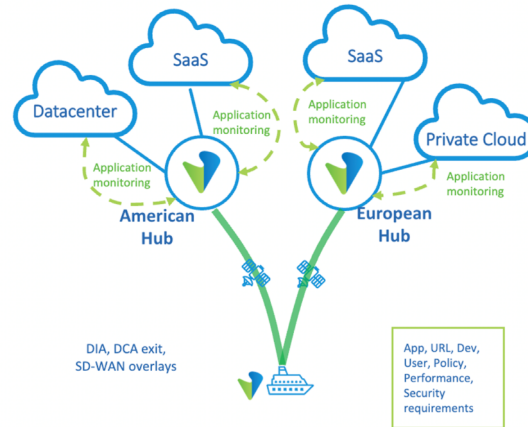 SaaS
SaaS
Datacenter
Private Cloud
Application
monitoring
Application
monitoring
Application
monitoring
Application
monitoring
American
Hub
European
Hub
DIA, DCA exit,
SD-WAN overlays
App, URL, Dev,
User, Policy,
Performance,
Security
requirements